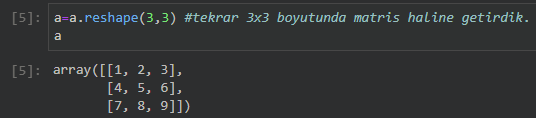 [5]: a=a.reshape(3,3) #tekrar 3x3 boyutunda matris haline getirdik.
a
[5]: array([[1, 2, 3],
[4, 5, 6],
[7, 8, 9]])